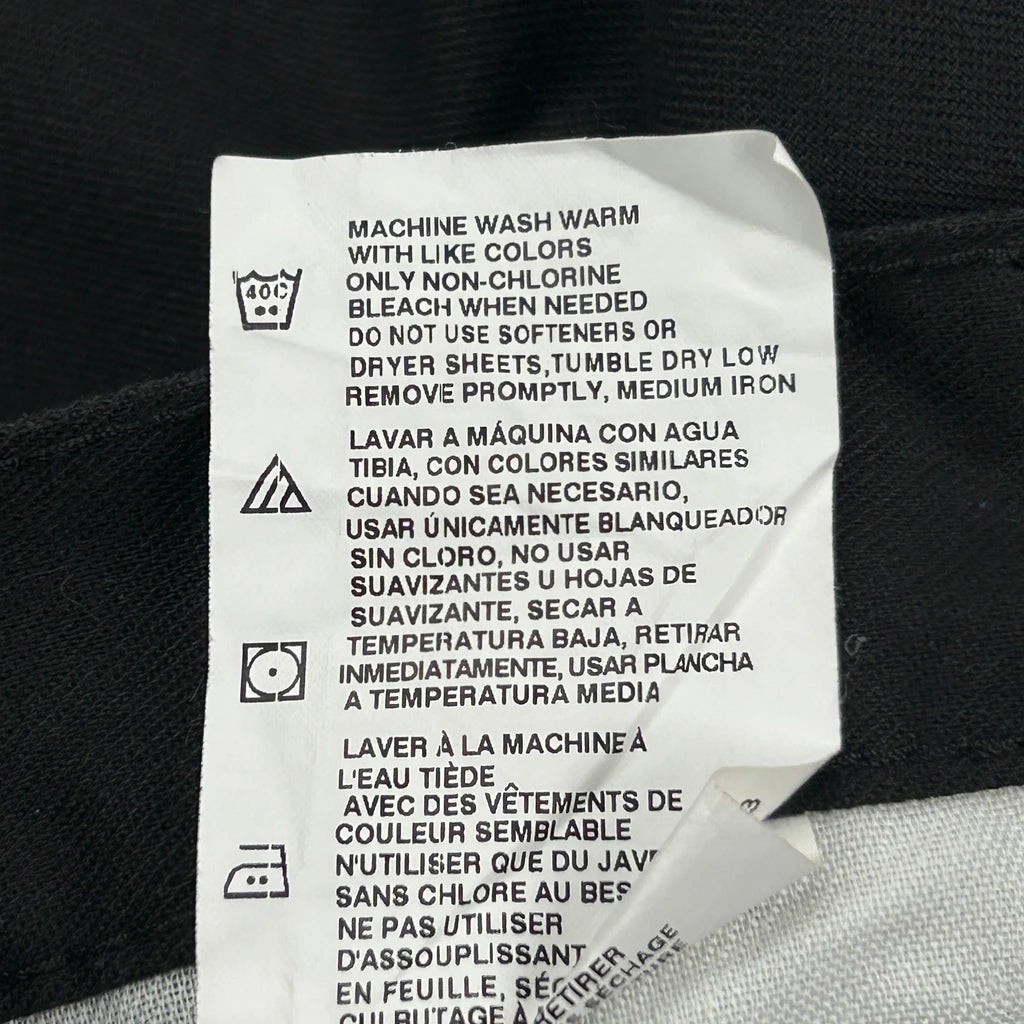 MACHINE WASH WARM
WITH LIKE COLORS
ONLY NON-CHLORINE
BLEACH WHEN NEEDED
DO NOT USE SOFTENERS OR
DRYER SHEETS,TUMBLE DRY LOW
REMOVE PROMPTLY, MEDIUM IRON
40C
LAVAR A MÁQUINA CON AGUA
TIBIA, CON COLORES SIMILARES
CUANDO SEA NECESARIO,
USAR ÚNICAMENTE BLANQUEADOR
SIN CLORO, NO USAR
SUAVIZANTES U HOJAS DE
SUAVIZANTE, SECAR A
TEMPERATURA BAJA, RETIRAR
INMEDIATAMENTE, USAR PLANCHA
A TEMPERATURA MEDIA
LAVER À LA MACHINE À
L'EAU TIÈDE
AVEC DES VÊTEMENTS DE
COULEUR SEMBLABLE
N'UTILISER QUE DU JAV
SANS CHLORE AU BES
NE PAS UTILISER
D'ASSOUPLISSANT
EN FEUILLE, SÉC
CULBUTAGE À
RETIRER
SÉCHAGE